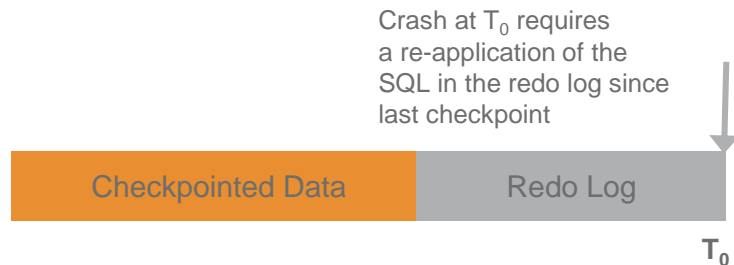 Crash at T₀ requires
a re-application of the
SQL in the redo log since
last checkpoint
Checkpointed Data
Redo Log
T₀